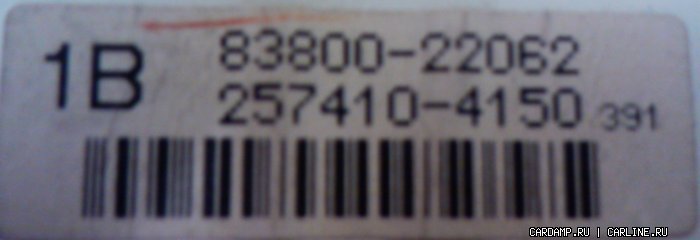 1B 83800-22062
257410-4150 391
CARDAMP.RU | CARLINE.RU